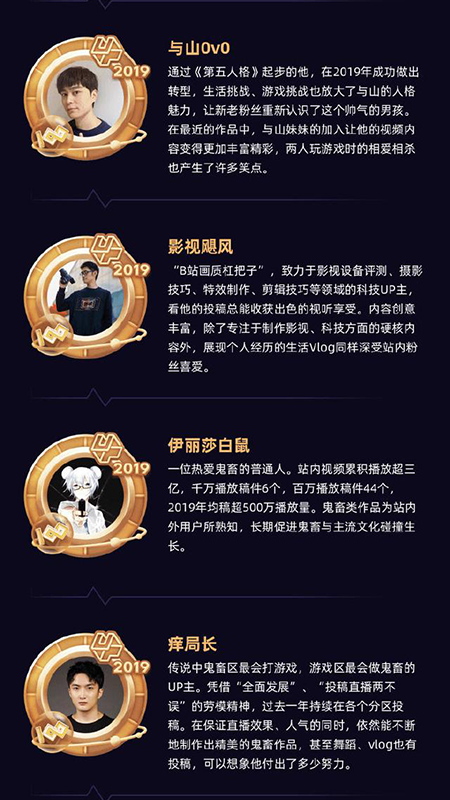 与山0v0
2019
通过《第五人格》起步的他，在2019年成功做出
转型，生活挑战、游戏挑战也放大了与山的人格
魅力，让新老粉丝重新认识了这个帅气的男孩。
在最近的作品中，与山妹妹的加入让他的视频内
容变得更加丰富精彩，两人玩游戏时的相爱相杀
也产生了许多笑点。
影视飓风
2019
“B站画质杠把子”，致力于影视设备评测、摄影
技巧、特效制作、剪辑技巧等领域的科技UP主，
看他的投稿总能收获出色的视听享受。内容创意
丰富，除了专注于制作影视、科技方面的硬核内
容外，展现个人经历的生活Vlog同样深受站内粉
丝喜爱。
伊丽莎白鼠
2019
一位热爱鬼畜的普通人。站内视频累积播放超三
亿，千万播放稿件6个，百万播放稿件44个，
2019年均稿超500万播放量。鬼畜类作品为站内
外用户所熟知，长期促进鬼畜与主流文化碰撞生
长。
痒局长
2019
传说中鬼畜区最会打游戏，游戏区最会做鬼畜的
UP主。凭借“全面发展”、“投稿直播两不
误”的劳模精神，过去一年持续在各个分区投
稿。在保证直播效果、人气的同时，依然能不断
地制作出精美的鬼畜作品，甚至舞蹈、vlog也有
投稿，可以想象他付出了多少努力。